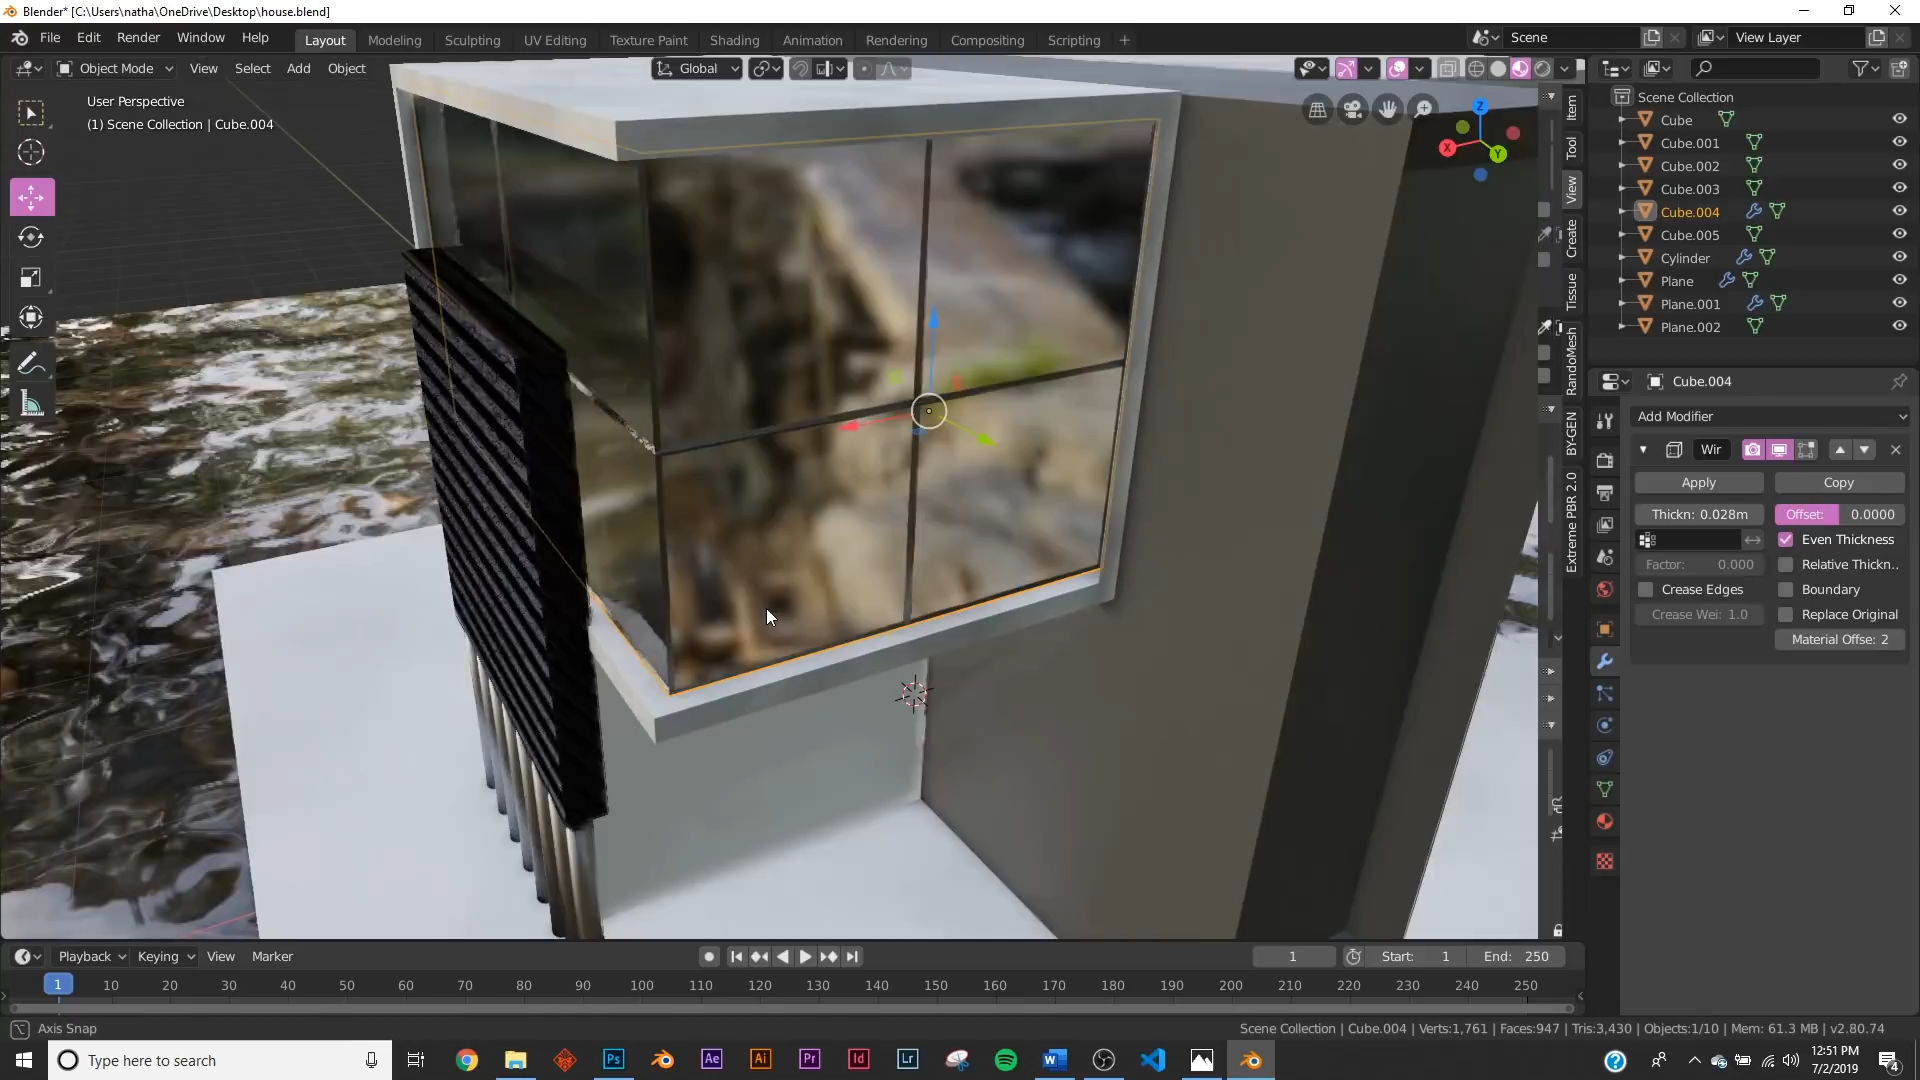 Blender* [C:\Users\natha\OneDrive\Desktop\house.blend]
File Edit Render Window Help Layout Modeling Sculpting UV Editing Texture Paint Shading Animation Rendering Compositing Scripting + Scene View Layer
Object Mode View Select Add Object Global
User Perspective
(1) Scene Collection | Cube.004
Z
X
Y
Item
Tool
View
Create
Tissue
RandoMesh
BY-GEN
Extreme PBR 2.0
Scene Collection
Cube
Cube.001
Cube.002
Cube.003
Cube.004
Cube.005
Cylinder
Plane
Plane.001
Plane.002
Cube.004
Add Modifier
Wir
Apply Copy
Thickn: 0.028m Offset: 0.0000
Even Thickness
Factor: 0.000 Relative Thickn..
Crease Edges Boundary
Crease Wei: 1.0 Replace Original
Material Offse: 2
Playback Keying View Marker 1 Start: 1 End: 250
1 10 20 30 40 50 60 70 80 90 100 110 120 130 140 150 160 170 180 190 200 210 220 230 240 250
Axis Snap
Scene Collection | Cube.004 | Verts:1,761 | Faces:947 | Tris:3,430 | Objects:1/10 | Mem: 61.3 MB | v2.80.74
Type here to search
Ps Ae Ai Pr Id Lr W
12:51 PM
7/2/2019
4